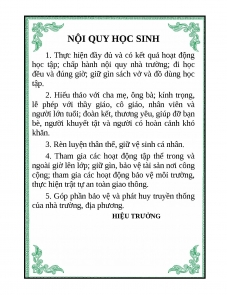 NỘI QUY HỌC SINH
1. Thực hiện đầy đủ và có kết quả hoạt động
học tập; chấp hành nội quy nhà trường; đi học
đều và đúng giờ; giữ gìn sách vở và đồ dùng học
tập.
2. Hiếu thảo với cha mẹ, ông bà; kính trọng,
lễ phép với thầy giáo, cô giáo, nhân viên và
người lớn tuổi; đoàn kết, thương yêu, giúp đỡ bạn
bè, người khuyết tật và người có hoàn cảnh khó
khăn.
3. Rèn luyện thân thể, giữ vệ sinh cá nhân.
4. Tham gia các hoạt động tập thể trong và
ngoài giờ lên lớp; giữ gìn, bảo vệ tài sản nơi công
cộng; tham gia các hoạt động bảo vệ môi trường,
thực hiện trật tự an toàn giao thông.
5. Góp phần bảo vệ và phát huy truyền thống
của nhà trường, địa phương.
HIỆU TRƯỞNG